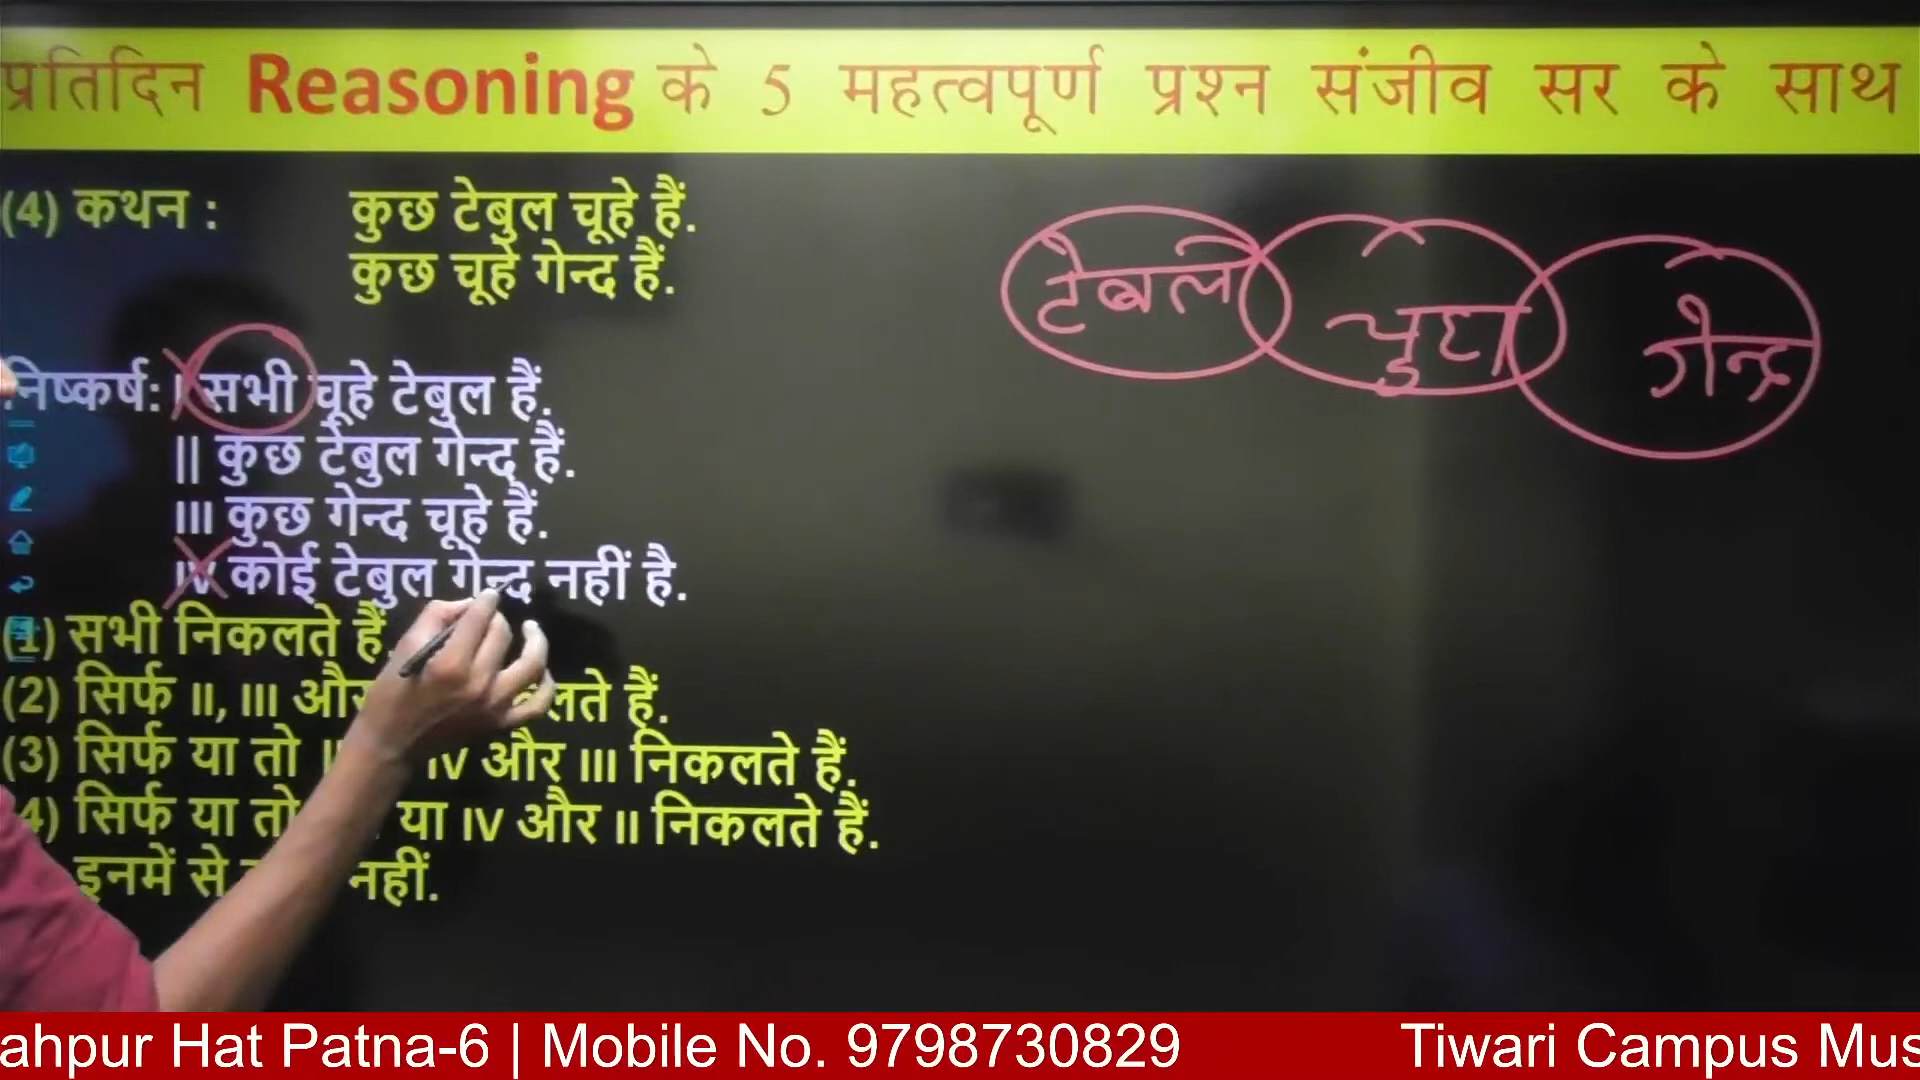 प्रतिदिन Reasoning के 5 महत्वपूर्ण प्रश्न संजीव सर के साथ
(4) कथन : कुछ टेबुल चूहे हैं.
कुछ चूहे गेन्द हैं.
टेबल चुहा गेन्द
निष्कर्ष: I सभी चूहे टेबुल हैं.
II कुछ टेबुल गेन्द हैं.
III कुछ गेन्द चूहे हैं.
IV कोई टेबुल गेन्द नहीं है.
(1) सभी निकलते हैं.
(2) सिर्फ II, III और हैं.
(3) सिर्फ या तो IV और III निकलते हैं.
4) सिर्फ या तो या IV और II निकलते हैं.
इनमें से नहीं.
ahpur Hat Patna-6 | Mobile No. 9798730829 Tiwari Campus Mus